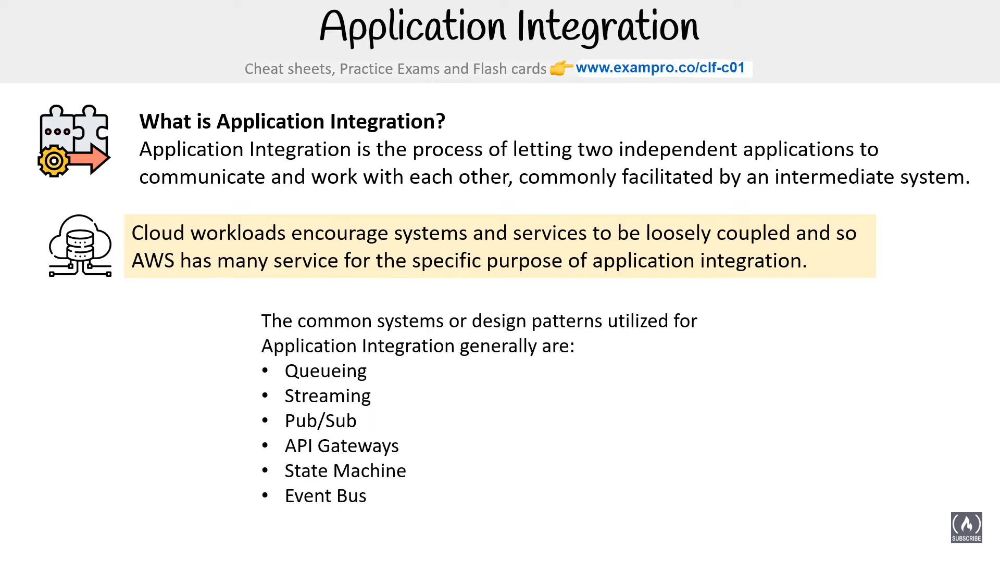 Application Integration
Cheat sheets, Practice Exams and Flash cards 👉 www.exampro.co/clf-c01
What is Application Integration?
Application Integration is the process of letting two independent applications to
communicate and work with each other, commonly facilitated by an intermediate system.
Cloud workloads encourage systems and services to be loosely coupled and so
AWS has many service for the specific purpose of application integration.
The common systems or design patterns utilized for
Application Integration generally are:
• Queueing
• Streaming
• Pub/Sub
• API Gateways
• State Machine
• Event Bus
SUBSCRIBE